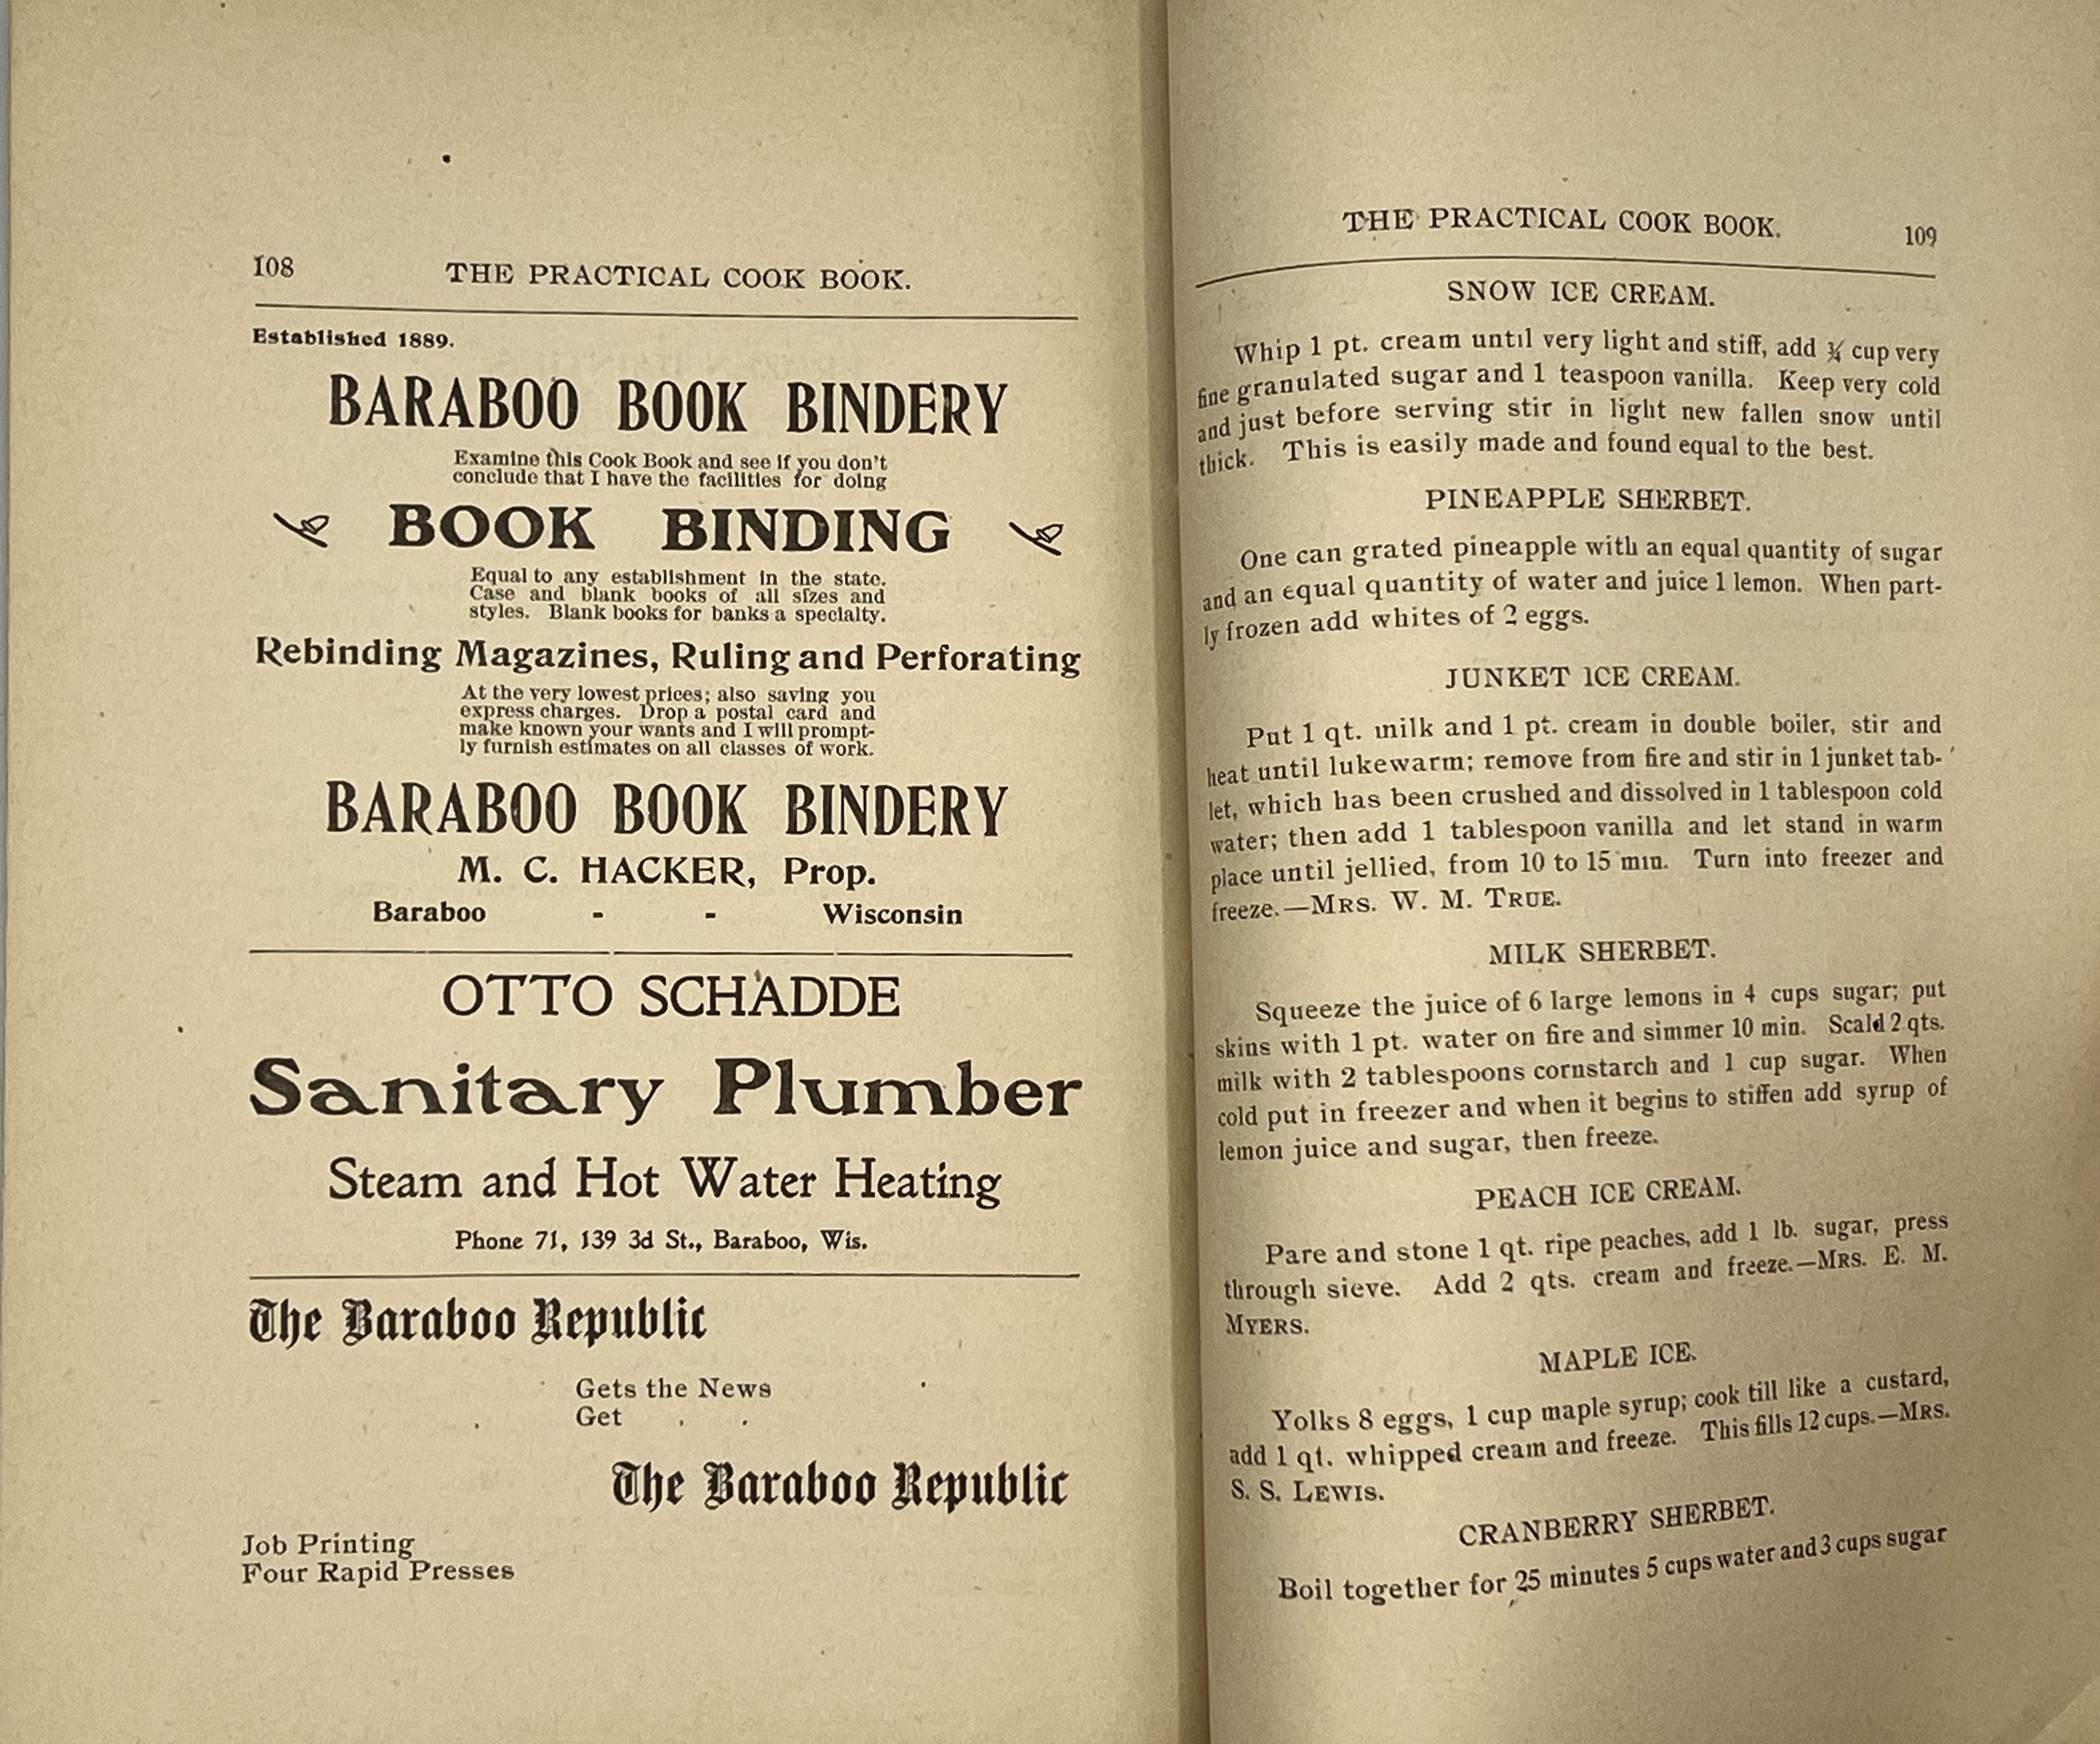 108
THE PRACTICAL COOK BOOK.
Established 1889.
BARABOO BOOK BINDERY
Examine this Cook Book and see if you don't
conclude that I have the facilities for doing
BOOK BINDING
Equal to any establishment in the state.
Case and blank books of all sizes and
styles. Blank books for banks a specialty.
Rebinding Magazines, Ruling and Perforating
At the very lowest prices; also saving you
express charges. Drop a postal card and
make known your wants and I will prompt-
ly furnish estimates on all classes of work.
BARABOO BOOK BINDERY
M. C. HACKER, Prop.
Baraboo - - Wisconsin
OTTO SCHADDE
Sanitary Plumber
Steam and Hot Water Heating
Phone 71, 139 3d St., Baraboo, Wis.
The Baraboo Republic
Gets the News
Get
The Baraboo Republic
Job Printing
Four Rapid Presses
THE PRACTICAL COOK BOOK.
109
SNOW ICE CREAM.
Whip 1 pt. cream until very light and stiff, add ¾ cup very
fine granulated sugar and 1 teaspoon vanilla. Keep very cold
and just before serving stir in light new fallen snow until
thick. This is easily made and found equal to the best.
PINEAPPLE SHERBET.
One can grated pineapple with an equal quantity of sugar
and an equal quantity of water and juice 1 lemon. When part-
ly frozen add whites of 2 eggs.
JUNKET ICE CREAM.
Put 1 qt. milk and 1 pt. cream in double boiler, stir and
heat until lukewarm; remove from fire and stir in 1 junket tab-
let, which has been crushed and dissolved in 1 tablespoon cold
water; then add 1 tablespoon vanilla and let stand in warm
place until jellied, from 10 to 15 min. Turn into freezer and
freeze.—MRS. W. M. TRUE.
MILK SHERBET.
Squeeze the juice of 6 large lemons in 4 cups sugar; put
skins with 1 pt. water on fire and simmer 10 min. Scald 2 qts.
milk with 2 tablespoons cornstarch and 1 cup sugar. When
cold put in freezer and when it begins to stiffen add syrup of
lemon juice and sugar, then freeze.
PEACH ICE CREAM.
Pare and stone 1 qt. ripe peaches, add 1 lb. sugar, press
through sieve. Add 2 qts. cream and freeze.—MRS. E. M.
MYERS.
MAPLE ICE.
Yolks 8 eggs, 1 cup maple syrup; cook till like a custard,
add 1 qt. whipped cream and freeze. This fills 12 cups.—MRS.
S. S. LEWIS.
CRANBERRY SHERBET.
Boil together for 25 minutes 5 cups water and 3 cups sugar